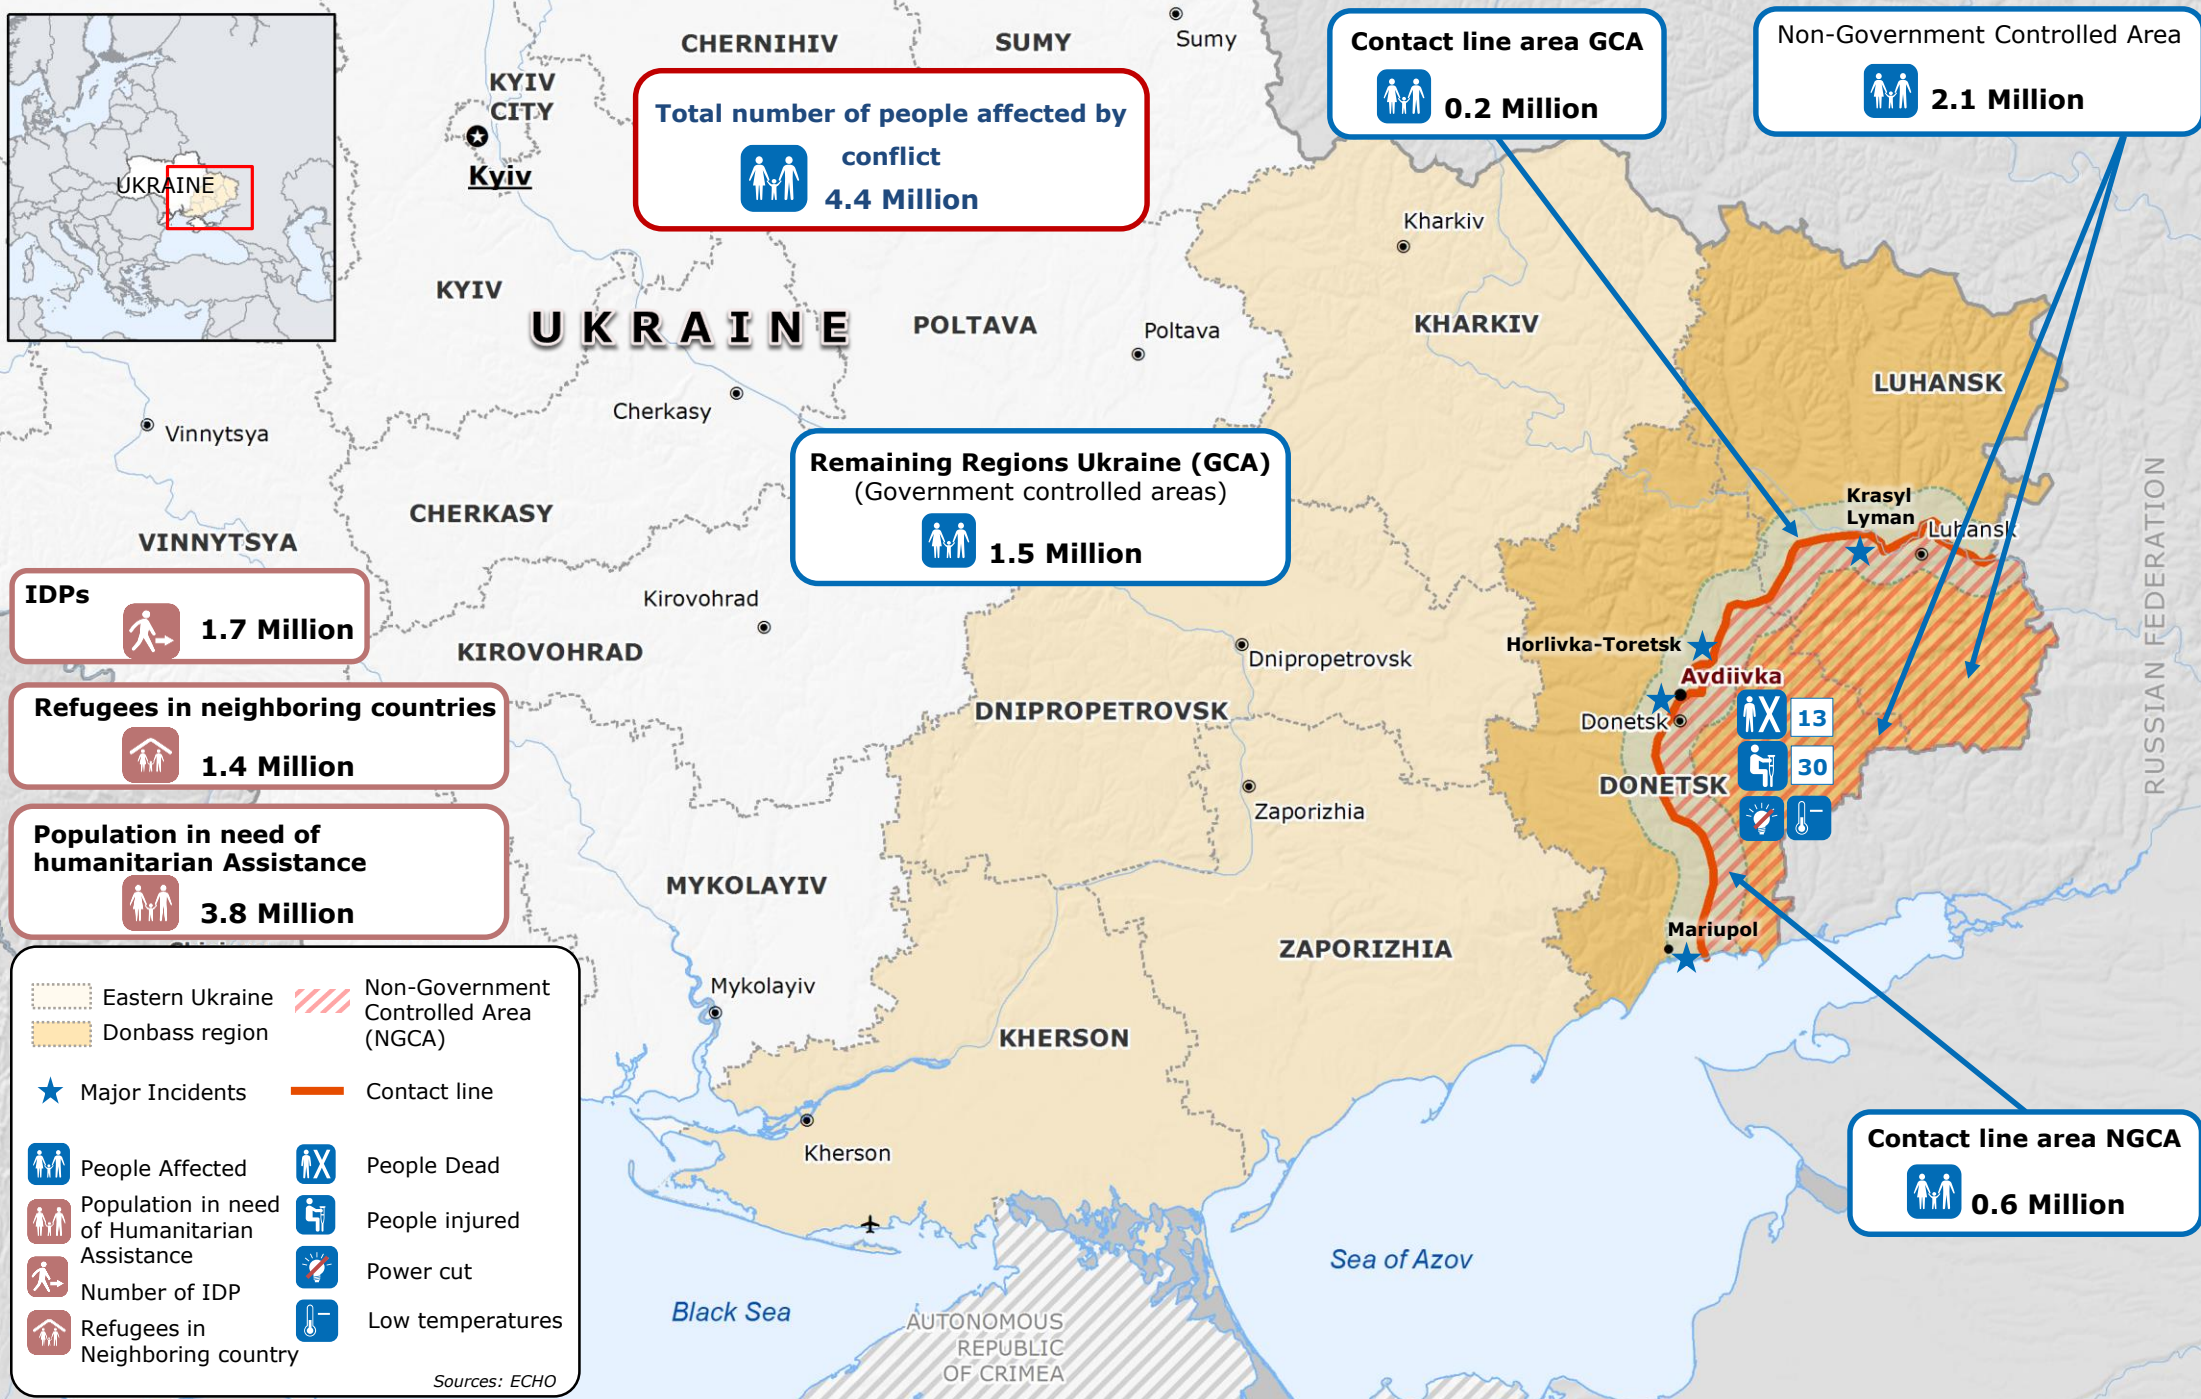 UKRAINE
CHERNIHIV
SUMY
Sumy
KYIV
CITY
Kyiv
Total number of people affected by
conflict
4.4 Million
Contact line area GCA
0.2 Million
Non-Government Controlled Area
2.1 Million
Kharkiv
KYIV
UKRAINE
POLTAVA
Poltava
KHARKIV
LUHANSK
Cherkasy
Vinnytsya
Remaining Regions Ukraine (GCA)
(Government controlled areas)
1.5 Million
CHERKASY
VINNYTSYA
Krasyl
Lyman
Luhansk
RUSSIAN FEDERATION
IDPs
1.7 Million
Kirovohrad
KIROVOHRAD
Dnipropetrovsk
Horlivka-Toretsk
Avdiivka
Donetsk
13
30
DNIPROPETROVSK
DONETSK
Refugees in neighboring countries
1.4 Million
Zaporizhia
Population in need of
humanitarian Assistance
3.8 Million
MYKOLAYIV
ZAPORIZHIA
Mariupol
Mykolayiv
KHERSON
Kherson
Contact line area NGCA
0.6 Million
Sea of Azov
Black Sea
AUTONOMOUS
REPUBLIC
OF CRIMEA
Eastern Ukraine
Donbass region
Non-Government
Controlled Area
(NGCA)
Major Incidents
Contact line
People Affected
People Dead
Population in need
of Humanitarian
Assistance
People injured
Number of IDP
Power cut
Refugees in
Neighboring country
Low temperatures
Sources: ECHO